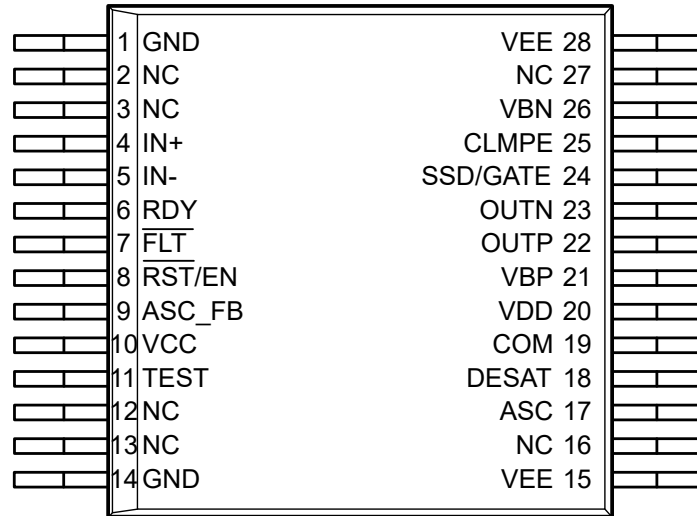 1 GND VEE 28
2 NC NC 27
3 NC VBN 26
4 IN+ CLMPE 25
5 IN- SSD/GATE 24
6 RDY OUTN 23
7 FLT OUTP 22
8 RST/EN VBP 21
9 ASC_FB VDD 20
10 VCC COM 19
11 TEST DESAT 18
12 NC ASC 17
13 NC NC 16
14 GND VEE 15